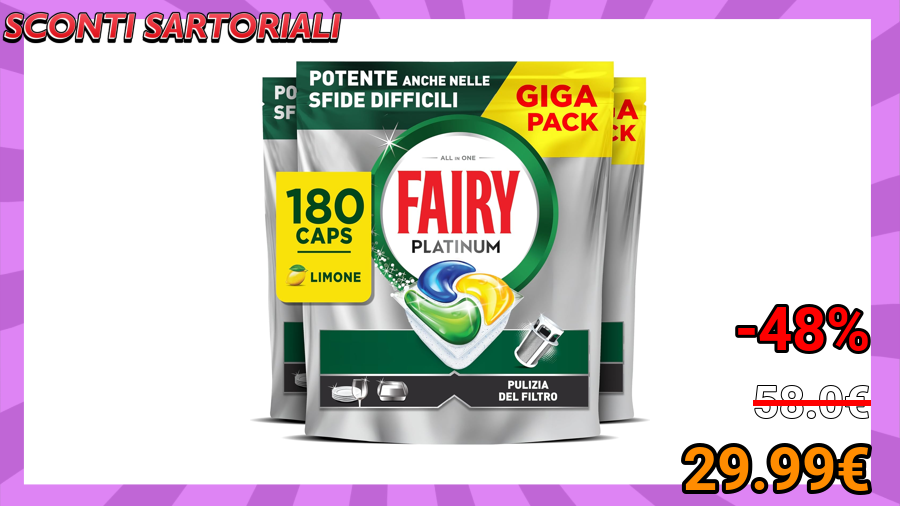 SCONTI SARTORIALI
POTENTE ANCHE NELLE
SFIDE DIFFICILI
GIGA
PACK
ALL IN ONE
FAIRY
PLATINUM
180
CAPS
LIMONE
PULIZIA
DEL FILTRO
-48%
58.0€
29.99€